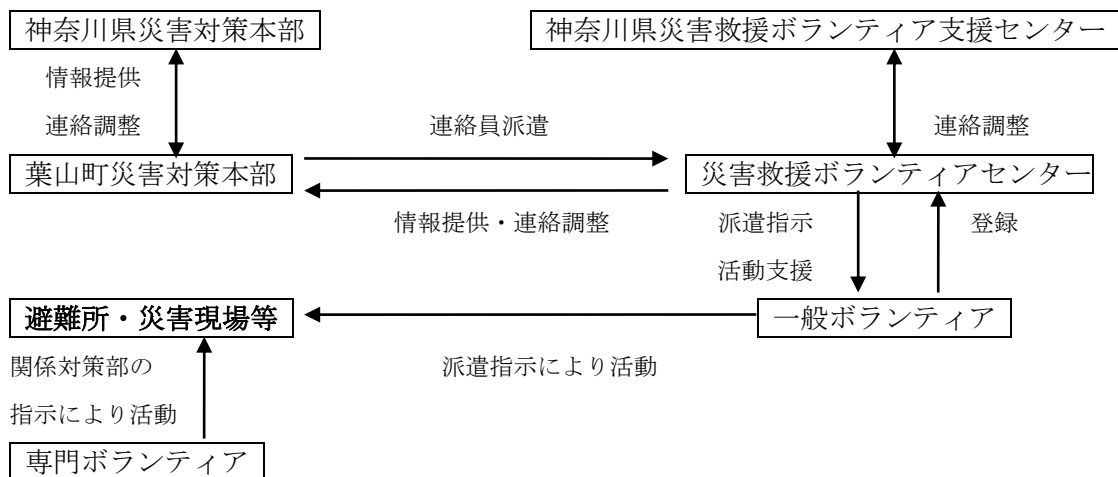 神奈川県災害対策本部
神奈川県災害救援ボランティア支援センター
情報提供
連絡調整
連絡員派遣
連絡調整
葉山町災害対策本部
災害救援ボランティアセンター
情報提供・連絡調整
派遣指示
登録
活動支援
避難所・災害現場等
一般ボランティア
関係対策部の
派遣指示により活動
指示により活動
専門ボランティア